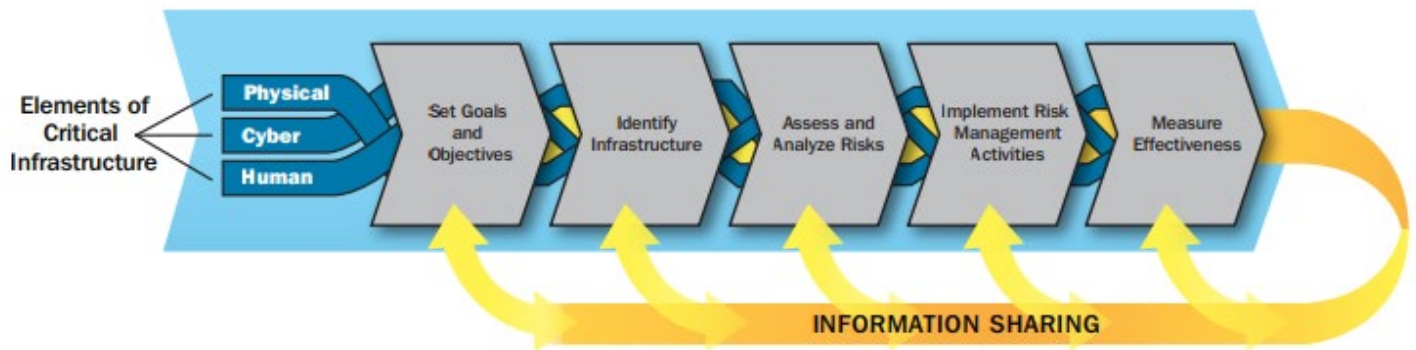 Elements of
Critical
Infrastructure
Physical
Cyber
Human
Set Goals
and
Objectives
Identify
Infrastructure
Assess and
Analyze Risks
Implement Risk
Management
Activities
Measure
Effectiveness
INFORMATION SHARING